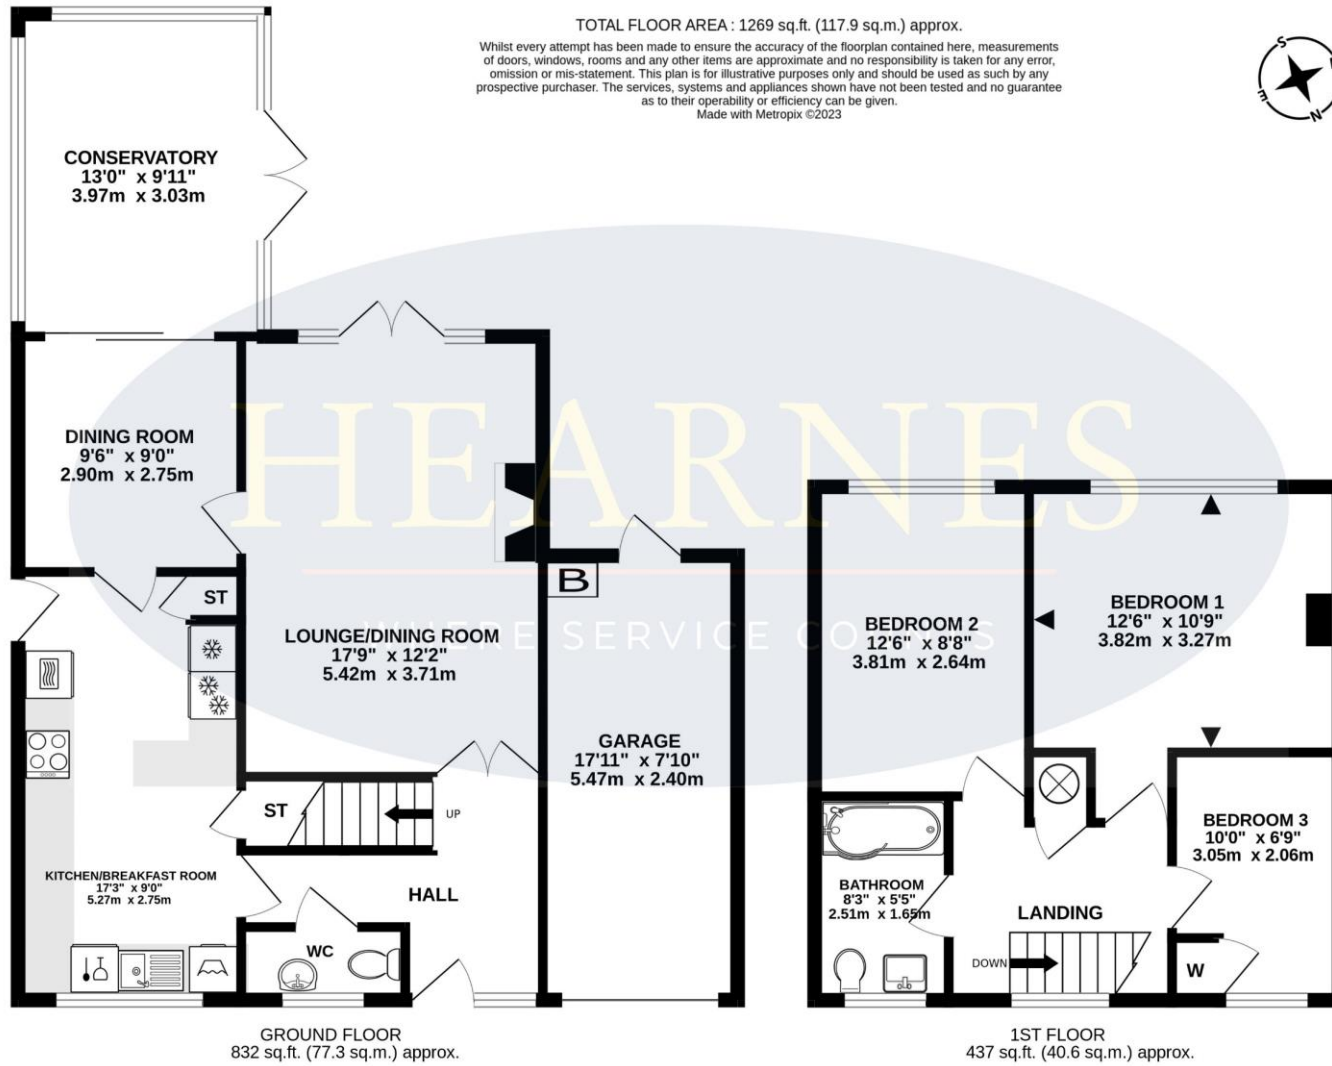 TOTAL FLOOR AREA : 1269 sq.ft. (117.9 sq.m.) approx.
Whilst every attempt has been made to ensure the accuracy of the floorplan contained here, measurements
of doors, windows, rooms and any other items are approximate and no responsibility is taken for any error,
omission or mis-statement. This plan is for illustrative purposes only and should be used as such by any
prospective purchaser. The services, systems and appliances shown have not been tested and no guarantee
as to their operability or efficiency can be given.
Made with Metropix ©2023
S
E
N
CONSERVATORY
13'0" x 9'11"
3.97m x 3.03m
HEARNES
WHERE SERVICE COUNTS
DINING ROOM
9'6" x 9'0"
2.90m x 2.75m
ST
B
LOUNGE/DINING ROOM
17'9" x 12'2"
5.42m x 3.71m
GARAGE
17'11" x 7'10"
5.47m x 2.40m
ST
UP
KITCHEN/BREAKFAST ROOM
17'3" x 9'0"
5.27m x 2.75m
HALL
WC
GROUND FLOOR
832 sq.ft. (77.3 sq.m.) approx.
BEDROOM 2
12'6" x 8'8"
3.81m x 2.64m
BEDROOM 1
12'6" x 10'9"
3.82m x 3.27m
BEDROOM 3
10'0" x 6'9"
3.05m x 2.06m
BATHROOM
8'3" x 5'5"
2.51m x 1.65m
LANDING
DOWN
W
1ST FLOOR
437 sq.ft. (40.6 sq.m.) approx.